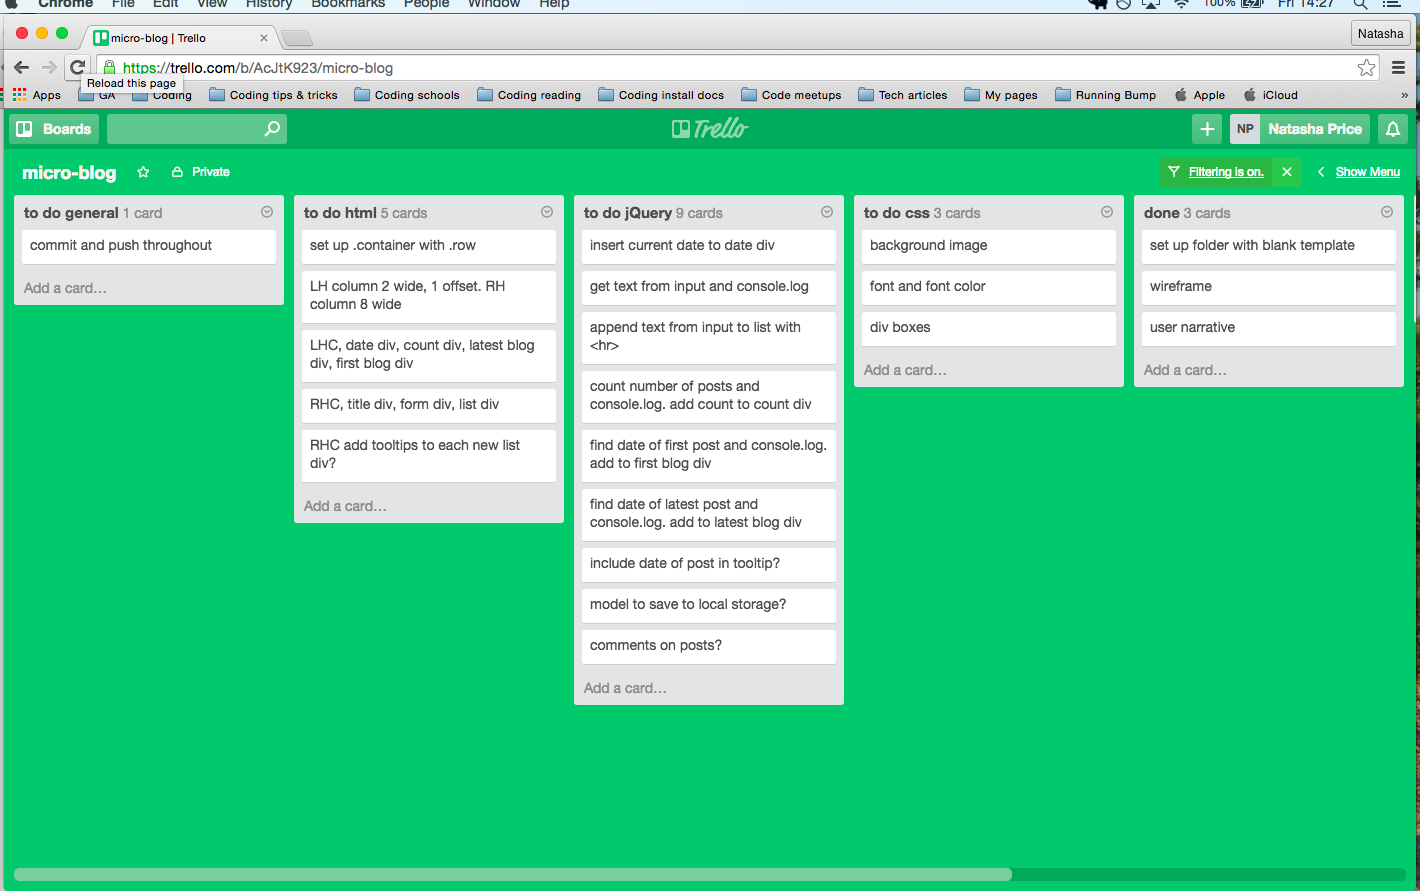 Chrome File Edit View History Bookmarks People Window Help 100% Fri 14:27
micro-blog | Trello Natasha
https://trello.com/b/AcJtK923/micro-blog
Reload this page
Apps GA Coding Coding tips & tricks Coding schools Coding reading Coding install docs Code meetups Tech articles My pages Running Bump Apple iCloud »
Boards Trello + NP Natasha Price
micro-blog Private Filtering is on. Show Menu
to do general 1 card
commit and push throughout
Add a card…
to do html 5 cards
set up .container with .row
LH column 2 wide, 1 offset. RH
column 8 wide
LHC, date div, count div, latest blog
div, first blog div
RHC, title div, form div, list div
RHC add tooltips to each new list
div?
Add a card…
to do jQuery 9 cards
insert current date to date div
get text from input and console.log
append text from input to list with
<hr>
count number of posts and
console.log. add count to count div
find date of first post and console.log.
add to first blog div
find date of latest post and
console.log. add to latest blog div
include date of post in tooltip?
model to save to local storage?
comments on posts?
Add a card…
to do css 3 cards
background image
font and font color
div boxes
Add a card…
done 3 cards
set up folder with blank template
wireframe
user narrative
Add a card…